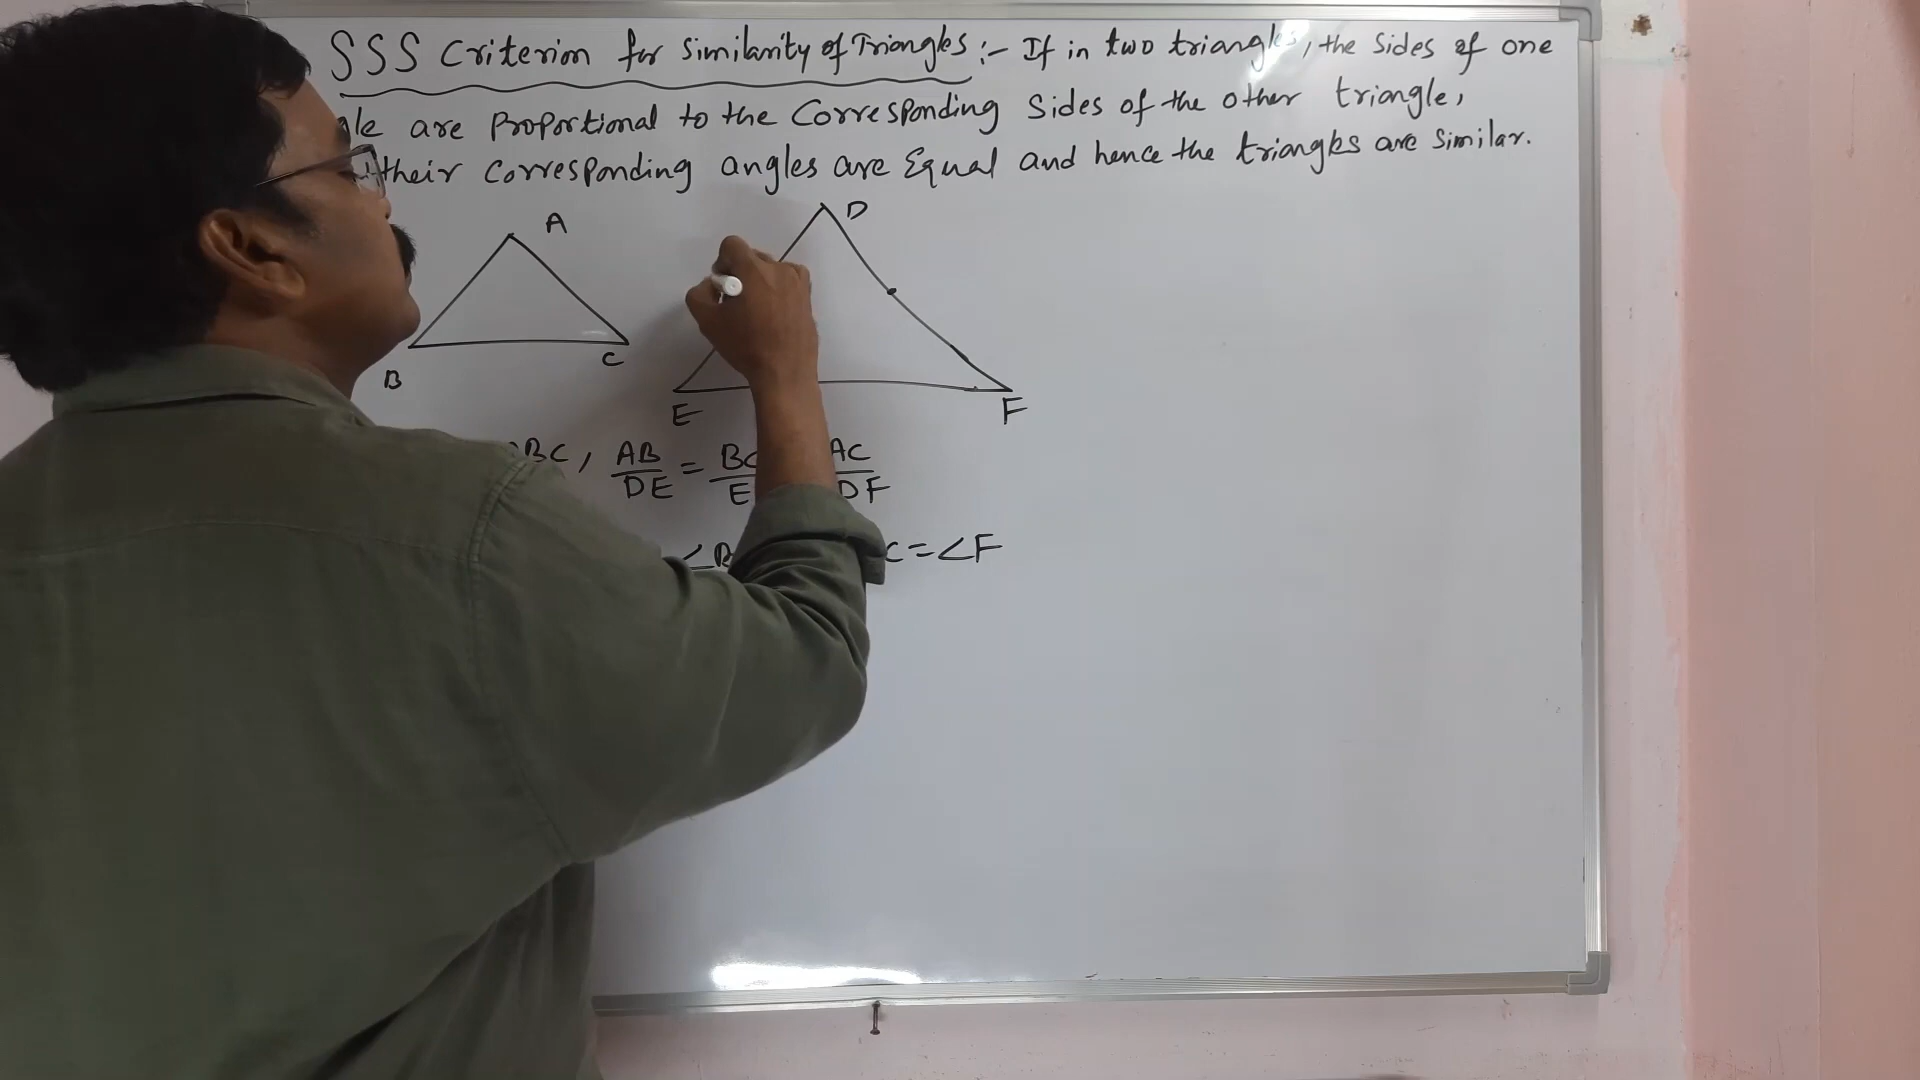 SSS Criterion for Similarity of Triangles :- If in two triangles, the Sides of one
are Proportional to the Corresponding Sides of the other triangle,
their Corresponding angles are Equal and hence the triangles are Similar.
A
D
B
C
E
F
BC, AB/DE = BC/E AC/DF
∠B C = ∠F